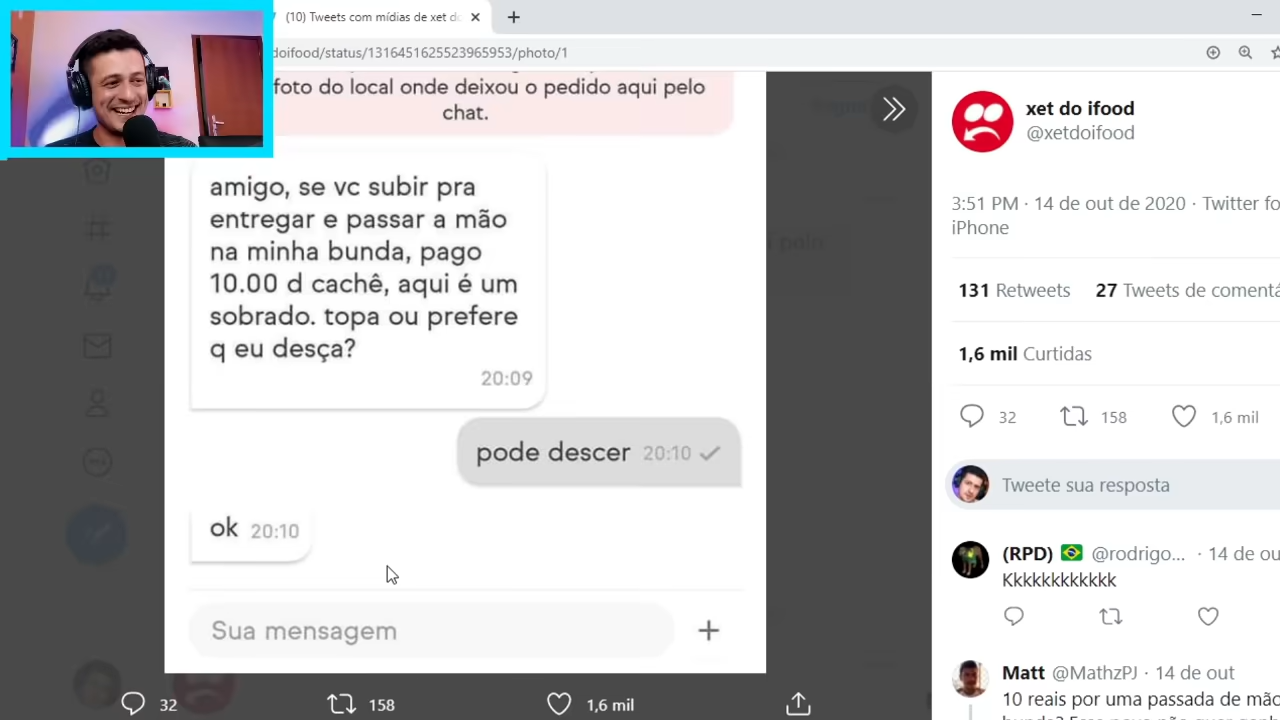 (10) Tweets com mídias de xet do
doifood/status/1316451625523965953/photo/1
foto do local onde deixou o pedido aqui pelo
chat.
amigo, se vc subir pra
entregar e passar a mão
na minha bunda, pago
10.00 d cachê, aqui é um
sobrado. topa ou prefere
q eu desça?
20:09
pode descer 20:10
ok 20:10
Sua mensagem
32 158 1,6 mil
xet do ifood
@xetdoifood
3:51 PM · 14 de out de 2020 · Twitter fo
iPhone
131 Retweets 27 Tweets de comentá
1,6 mil Curtidas
32 158 1,6 mil
Tweete sua resposta
(RPD) @rodrigo... · 14 de ou
Kkkkkkkkkkkk
Matt @MathzPJ · 14 de out
10 reais por uma passada de mão